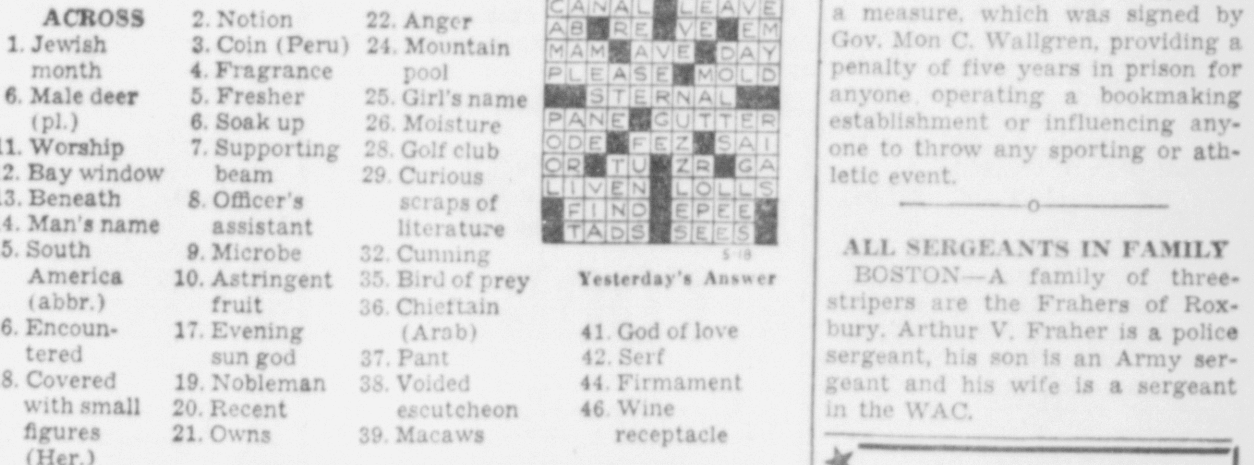 ACROSS
1. Jewish
month
6. Male deer
(pl.)
11. Worship
2. Bay window
3. Beneath
4. Man's name
5. South
America
(abbr.)
6. Encoun-
tered
8. Covered
with small
figures
(Her.)
2. Notion
3. Coin (Peru)
4. Fragrance
5. Fresher
6. Soak up
7. Supporting
beam
8. Officer's
assistant
9. Microbe
10. Astringent
fruit
17. Evening
sun god
19. Nobleman
20. Recent
21. Owns
22. Anger
24. Mountain
pool
25. Girl's name
26. Moisture
28. Golf club
29. Curious
scraps of
literature
32. Cunning
35. Bird of prey
36. Chieftain
(Arab)
37. Pant
38. Voided
escutcheon
39. Macaws
CANAL LEAVE
AB RE VE EM
MAM AVE DAY
PLEASE MOLD
STERNAL
PANE GUTTER
ODE FEZ SAI
OR TU ZR GA
LIVEN LOLLS
FIND EPEE
TADS SEES
5-18
Yesterday's Answer
41. God of love
42. Serf
44. Firmament
46. Wine
receptacle
a measure, which was signed by
Gov. Mon C. Wallgren, providing a
penalty of five years in prison for
anyone operating a bookmaking
establishment or influencing any-
one to throw any sporting or ath-
letic event.
ALL SERGEANTS IN FAMILY
BOSTON—A family of three-
stripers are the Frahers of Rox-
bury. Arthur V. Fraher is a police
sergeant, his son is an Army ser-
geant and his wife is a sergeant
in the WAC.